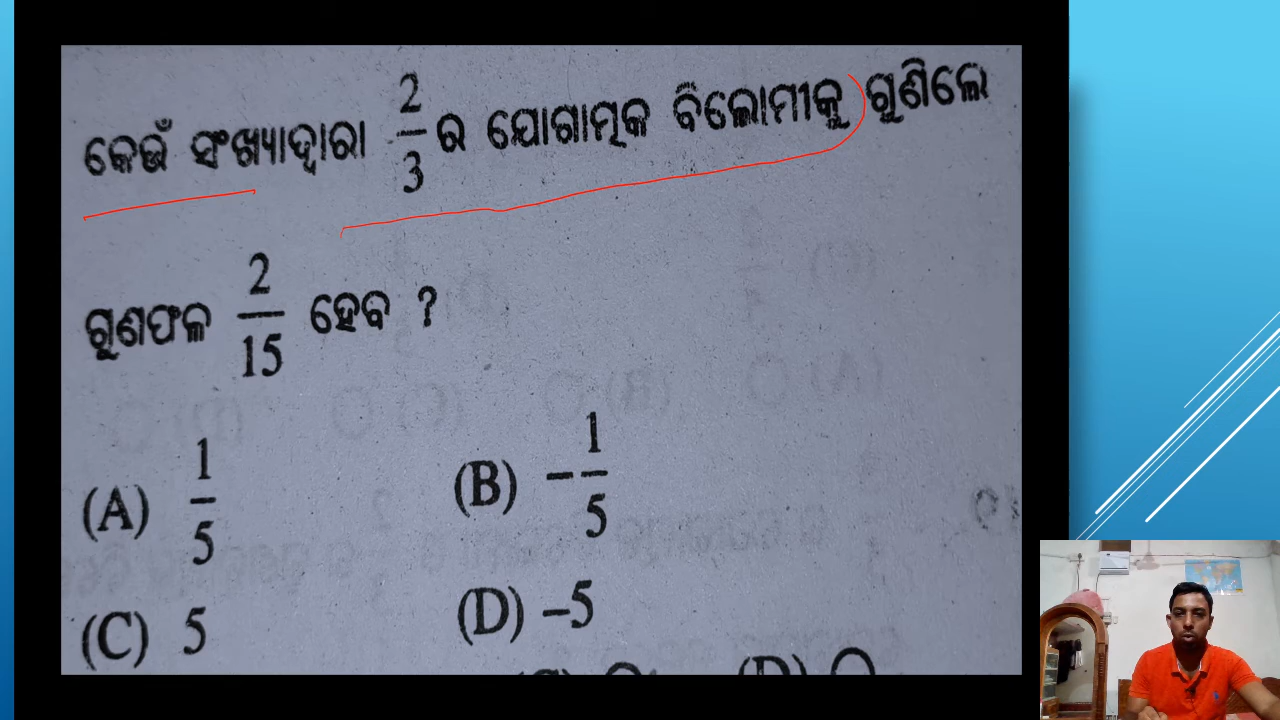 କେଉଁ ସଂଖ୍ୟାଦ୍ୱାରା 2/3 ର ଯୋଗାତ୍ମକ ବିଲୋମୀକୁ ଗୁଣିଲେ
ଗୁଣଫଳ 2/15 ହେବ ?
(A) 1/5 (B) -1/5
(C) 5 (D) –5